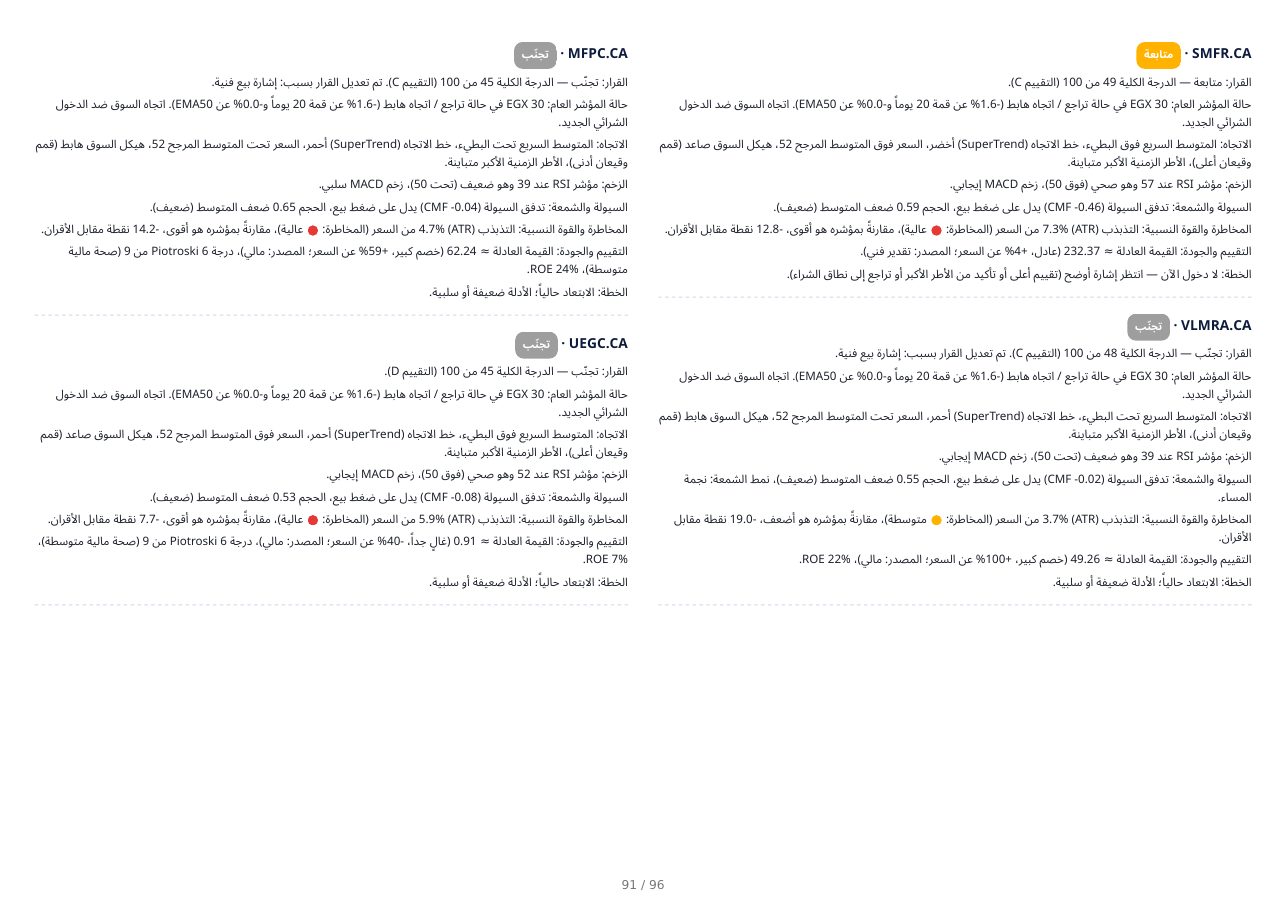 SMFR.CA · متابعة
القرار: متابعة — الدرجة الكلية 49 من 100 (التقييم C).
حالة المؤشر العام: EGX 30 في حالة تراجع / اتجاه هابط (-1.6% عن قمة 20 يوماً و-0.0% عن EMA50). اتجاه السوق ضد الدخول
الشرائي الجديد.
الاتجاه: المتوسط السريع فوق البطيء، خط الاتجاه (SuperTrend) أخضر، السعر فوق المتوسط المرجح 52، هيكل السوق صاعد (قمم
وقيعان أعلى)، الأطر الزمنية الأكبر متباينة.
الزخم: مؤشر RSI عند 57 وهو صحي (فوق 50)، زخم MACD إيجابي.
السيولة والشمعة: تدفق السيولة (CMF -0.46) يدل على ضغط بيع، الحجم 0.59 ضعف المتوسط (ضعيف).
المخاطرة والقوة النسبية: التذبذب (ATR) 7.3% من السعر (المخاطرة: 🔴 عالية)، مقارنةً بمؤشره هو أقوى، -12.8 نقطة مقابل الأقران.
التقييم والجودة: القيمة العادلة ≈ 232.37 (عادل، +4% عن السعر؛ المصدر: تقدير فني).
الخطة: لا دخول الآن — انتظر إشارة أوضح (تقييم أعلى أو تأكيد من الأطر الأكبر أو تراجع إلى نطاق الشراء).
VLMRA.CA · تجنّب
القرار: تجنّب — الدرجة الكلية 48 من 100 (التقييم C). تم تعديل القرار بسبب: إشارة بيع فنية.
حالة المؤشر العام: EGX 30 في حالة تراجع / اتجاه هابط (-1.6% عن قمة 20 يوماً و-0.0% عن EMA50). اتجاه السوق ضد الدخول
الشرائي الجديد.
الاتجاه: المتوسط السريع تحت البطيء، خط الاتجاه (SuperTrend) أحمر، السعر تحت المتوسط المرجح 52، هيكل السوق هابط (قمم
وقيعان أدنى)، الأطر الزمنية الأكبر متباينة.
الزخم: مؤشر RSI عند 39 وهو ضعيف (تحت 50)، زخم MACD إيجابي.
السيولة والشمعة: تدفق السيولة (CMF -0.02) يدل على ضغط بيع، الحجم 0.55 ضعف المتوسط (ضعيف)، نمط الشمعة: نجمة
المساء.
المخاطرة والقوة النسبية: التذبذب (ATR) 3.7% من السعر (المخاطرة: 🟡 متوسطة)، مقارنةً بمؤشره هو أضعف، -19.0 نقطة مقابل
الأقران.
التقييم والجودة: القيمة العادلة ≈ 49.26 (خصم كبير، +100% عن السعر؛ المصدر: مالي)، ROE 22%.
الخطة: الابتعاد حالياً؛ الأدلة ضعيفة أو سلبية.
MFPC.CA · تجنّب
القرار: تجنّب — الدرجة الكلية 45 من 100 (التقييم C). تم تعديل القرار بسبب: إشارة بيع فنية.
حالة المؤشر العام: EGX 30 في حالة تراجع / اتجاه هابط (-1.6% عن قمة 20 يوماً و-0.0% عن EMA50). اتجاه السوق ضد الدخول
الشرائي الجديد.
الاتجاه: المتوسط السريع تحت البطيء، خط الاتجاه (SuperTrend) أحمر، السعر تحت المتوسط المرجح 52، هيكل السوق هابط (قمم
وقيعان أدنى)، الأطر الزمنية الأكبر متباينة.
الزخم: مؤشر RSI عند 39 وهو ضعيف (تحت 50)، زخم MACD سلبي.
السيولة والشمعة: تدفق السيولة (CMF -0.04) يدل على ضغط بيع، الحجم 0.65 ضعف المتوسط (ضعيف).
المخاطرة والقوة النسبية: التذبذب (ATR) 4.7% من السعر (المخاطرة: 🔴 عالية)، مقارنةً بمؤشره هو أقوى، -14.2 نقطة مقابل الأقران.
التقييم والجودة: القيمة العادلة ≈ 62.24 (خصم كبير، +59% عن السعر؛ المصدر: مالي)، درجة Piotroski 6 من 9 (صحة مالية
متوسطة)، ROE 24%.
الخطة: الابتعاد حالياً؛ الأدلة ضعيفة أو سلبية.
UEGC.CA · تجنّب
القرار: تجنّب — الدرجة الكلية 45 من 100 (التقييم D).
حالة المؤشر العام: EGX 30 في حالة تراجع / اتجاه هابط (-1.6% عن قمة 20 يوماً و-0.0% عن EMA50). اتجاه السوق ضد الدخول
الشرائي الجديد.
الاتجاه: المتوسط السريع فوق البطيء، خط الاتجاه (SuperTrend) أحمر، السعر فوق المتوسط المرجح 52، هيكل السوق صاعد (قمم
وقيعان أعلى)، الأطر الزمنية الأكبر متباينة.
الزخم: مؤشر RSI عند 52 وهو صحي (فوق 50)، زخم MACD إيجابي.
السيولة والشمعة: تدفق السيولة (CMF -0.08) يدل على ضغط بيع، الحجم 0.53 ضعف المتوسط (ضعيف).
المخاطرة والقوة النسبية: التذبذب (ATR) 5.9% من السعر (المخاطرة: 🔴 عالية)، مقارنةً بمؤشره هو أقوى، -7.7 نقطة مقابل الأقران.
التقييم والجودة: القيمة العادلة ≈ 0.91 (غالٍ جداً، -40% عن السعر؛ المصدر: مالي)، درجة Piotroski 6 من 9 (صحة مالية متوسطة)،
ROE 7%.
الخطة: الابتعاد حالياً؛ الأدلة ضعيفة أو سلبية.
91 / 96